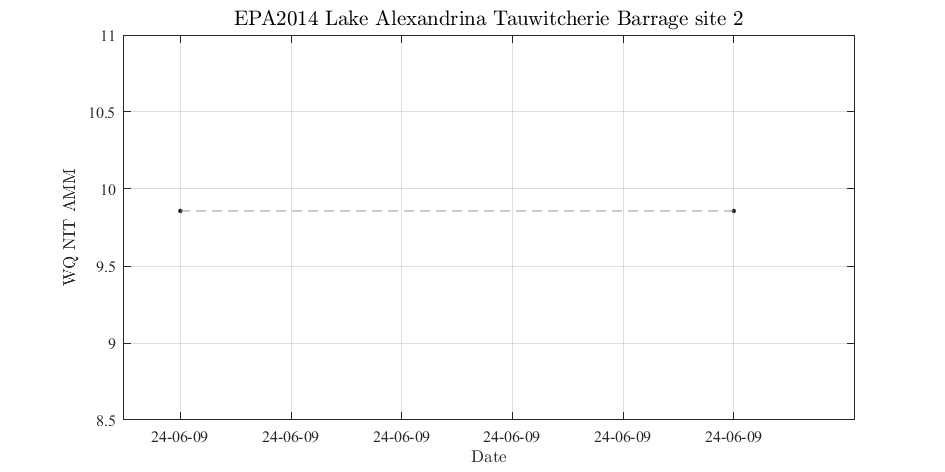 EPA2014 Lake Alexandrina Tauwitcherie Barrage site 2
11
10.5
10
9.5
9
8.5
WQ NIT AMM
24-06-09 24-06-09 24-06-09 24-06-09 24-06-09 24-06-09
Date